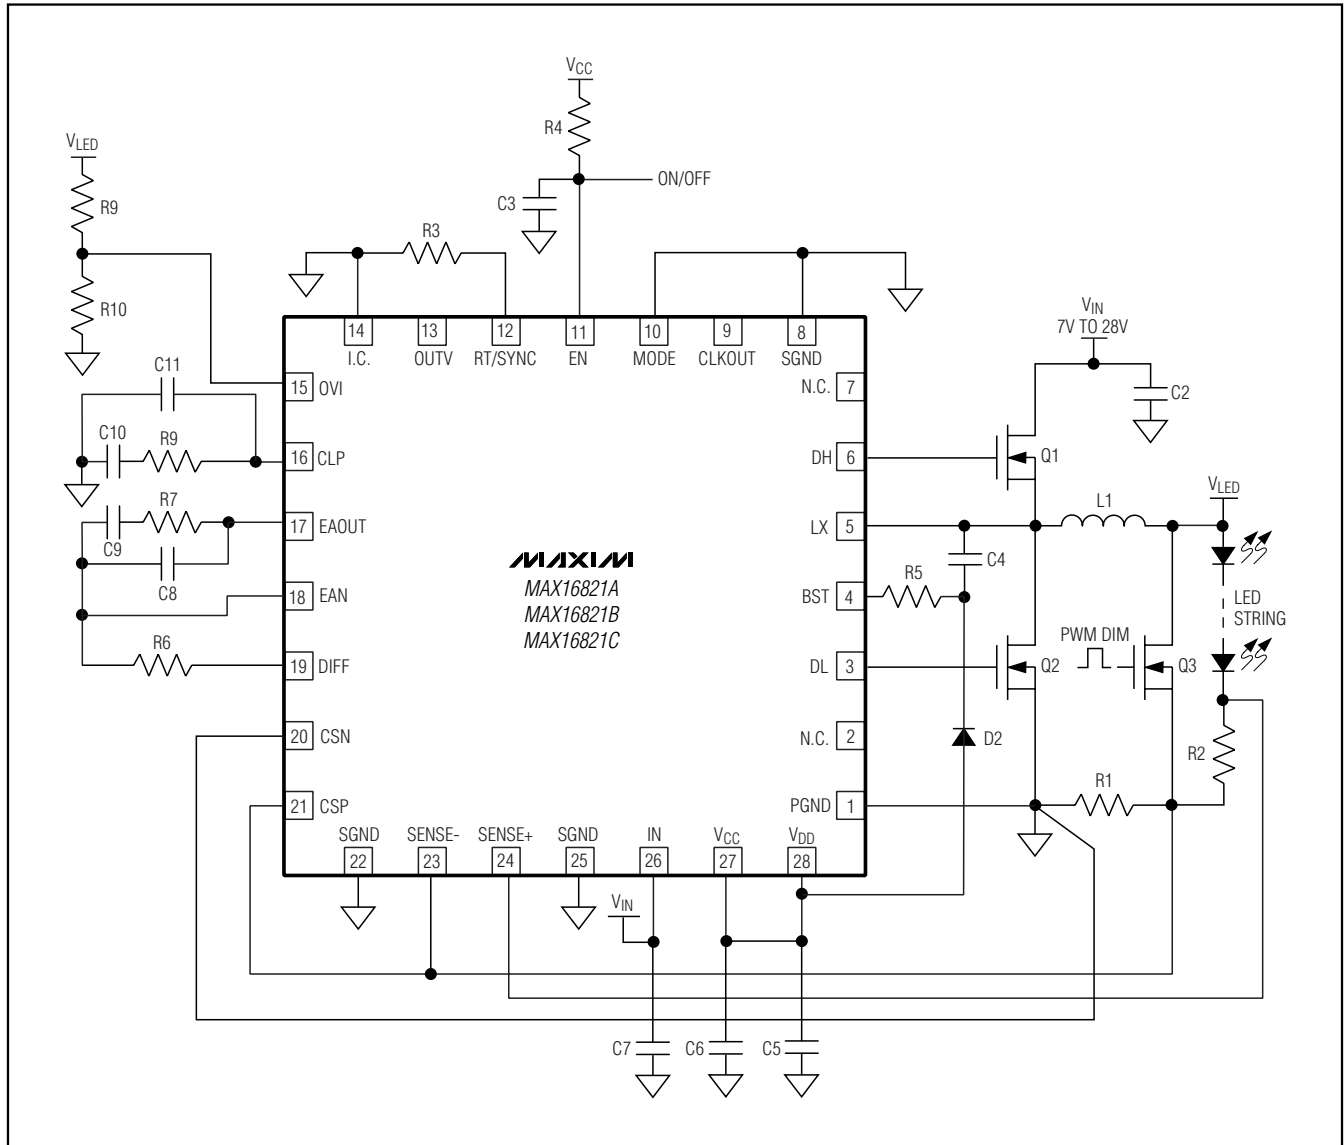 VCC
R4
VLED
ON/OFF
R9
C3
R3
R10
VIN
7V TO 28V
14
13
12
11
10
9
8
I.C.
OUTV
RT/SYNC
EN
MODE
CLKOUT
SGND
C11
15 OVI
N.C. 7
C2
C10
R9
16 CLP
DH 6
Q1
R7
VLED
L1
17 EAOUT
LX 5
C9
C4
C8
MAXIM
R5
MAX16821A
BST 4
18 EAN
MAX16821B
LED
STRING
MAX16821C
PWM DIM
R6
19 DIFF
DL 3
Q2
Q3
20 CSN
N.C. 2
D2
R2
R1
21 CSP
PGND 1
SGND
SENSE-
SENSE+
SGND
IN
VCC
VDD
22
23
24
25
26
27
28
VIN
C7
C6
C5